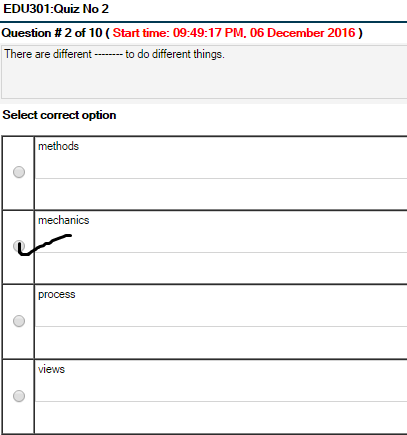 EDU301:Quiz No 2
Question # 2 of 10 ( Start time: 09:49:17 PM, 06 December 2016 )
There are different -------- to do different things.
Select correct option
methods
mechanics
process
views